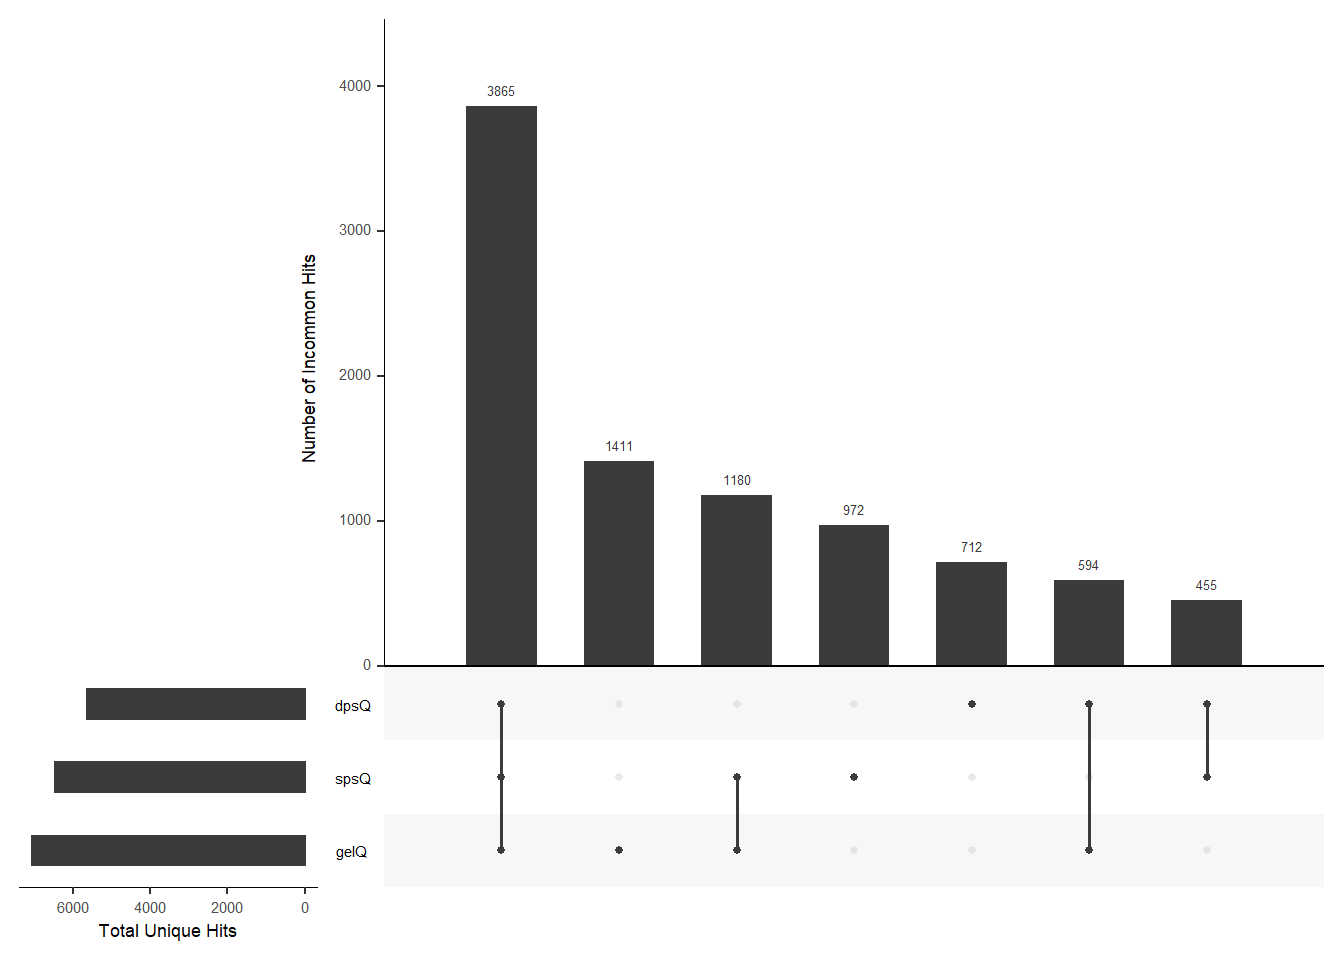 4000
3000
2000
1000
0
Number of Incommon Hits
3865
1411
1180
972
712
594
455
dpsQ
spsQ
gelQ
6000 4000 2000 0
Total Unique Hits